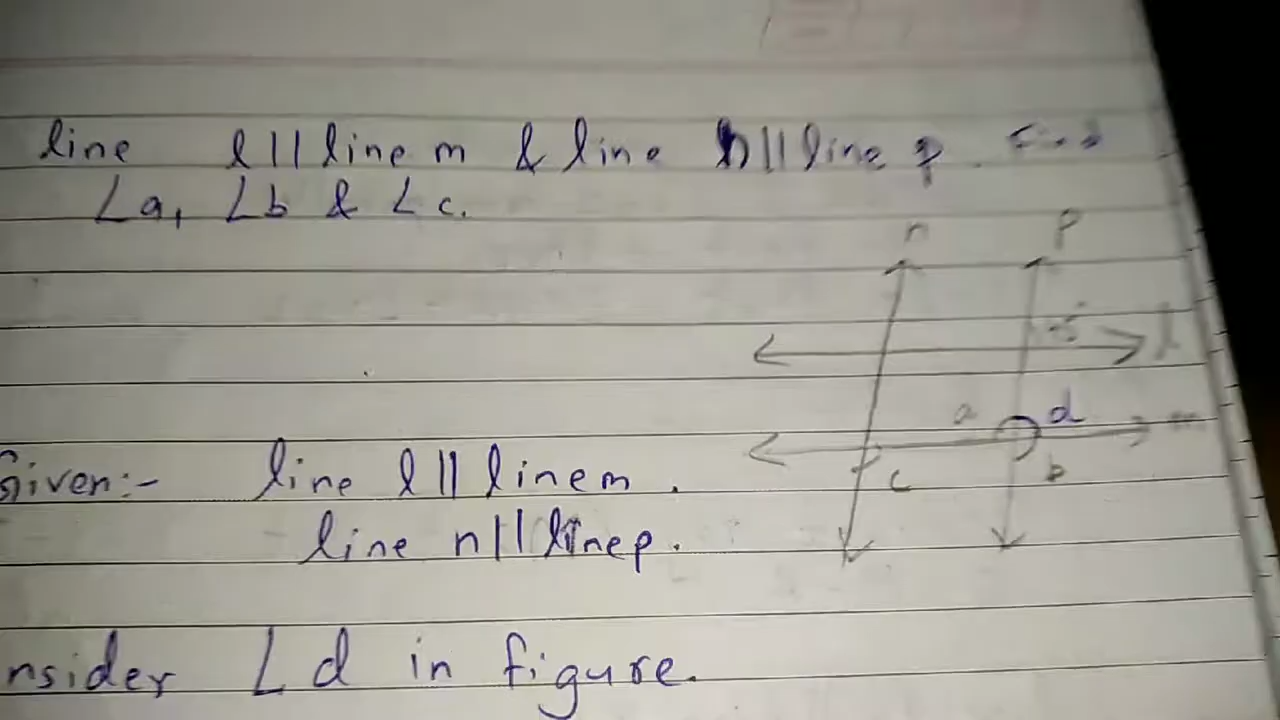 line l || line m & line n || line p. Find
∠a, ∠b & ∠c.
n p
l
a d m
c b
Given:- line l || line m.
line n || line p.
nsider ∠d in figure.